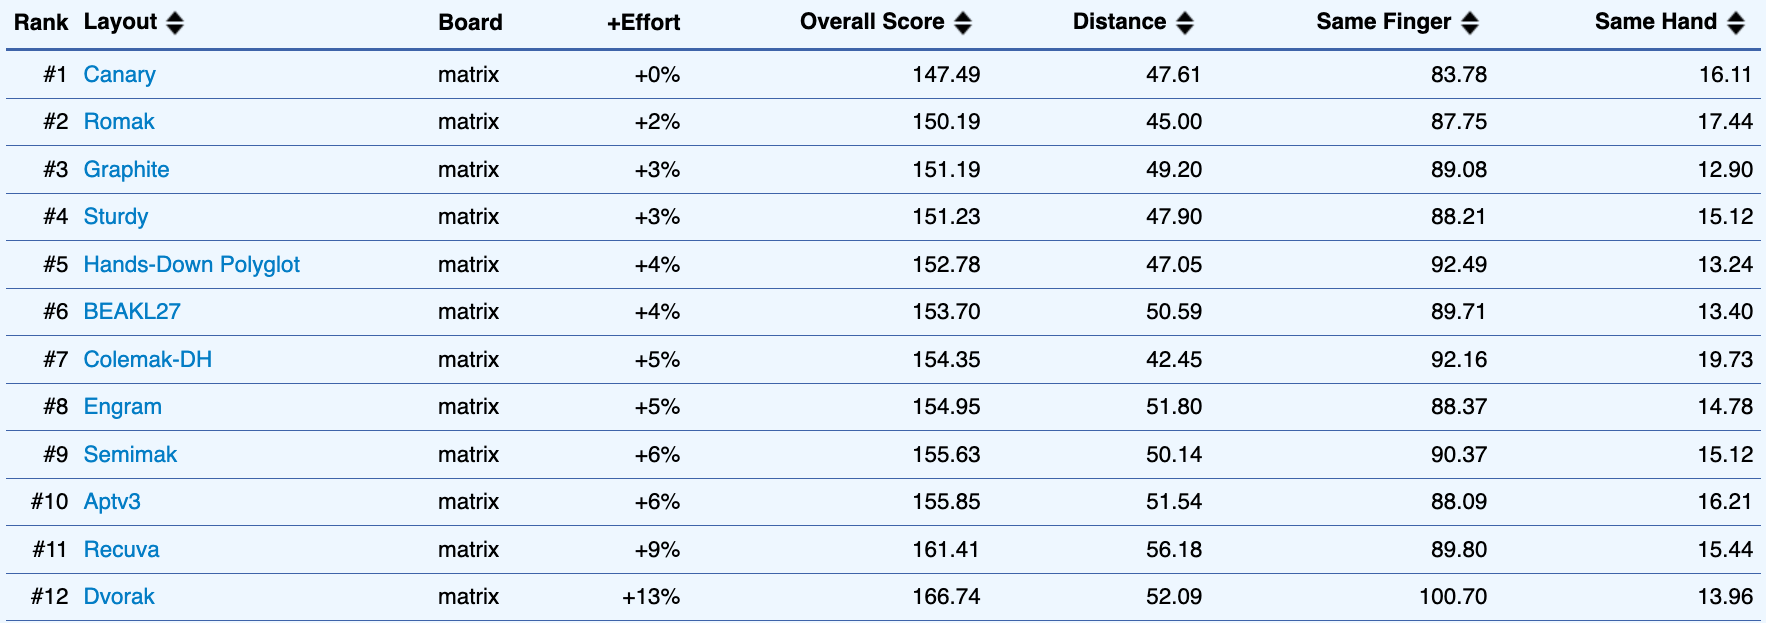 Rank Layout Board +Effort Overall Score Distance Same Finger Same Hand
#1 Canary matrix +0% 147.49 47.61 83.78 16.11
#2 Romak matrix +2% 150.19 45.00 87.75 17.44
#3 Graphite matrix +3% 151.19 49.20 89.08 12.90
#4 Sturdy matrix +3% 151.23 47.90 88.21 15.12
#5 Hands-Down Polyglot matrix +4% 152.78 47.05 92.49 13.24
#6 BEAKL27 matrix +4% 153.70 50.59 89.71 13.40
#7 Colemak-DH matrix +5% 154.35 42.45 92.16 19.73
#8 Engram matrix +5% 154.95 51.80 88.37 14.78
#9 Semimak matrix +6% 155.63 50.14 90.37 15.12
#10 Aptv3 matrix +6% 155.85 51.54 88.09 16.21
#11 Recuva matrix +9% 161.41 56.18 89.80 15.44
#12 Dvorak matrix +13% 166.74 52.09 100.70 13.96